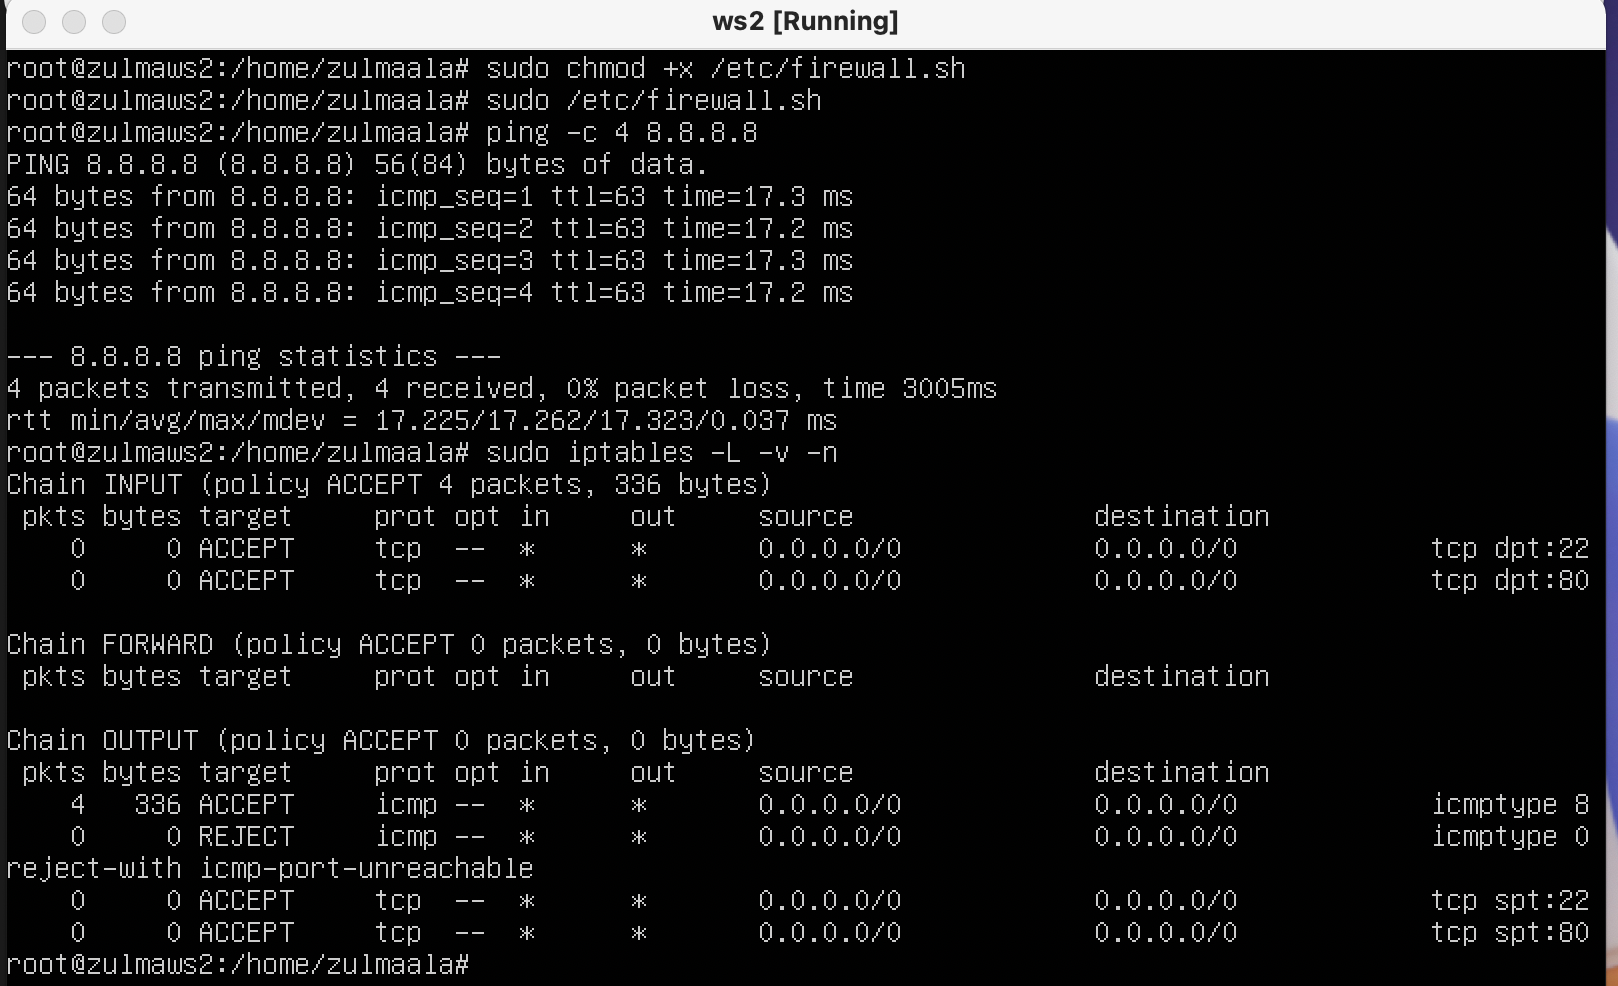 ws2 [Running]
root@zulmaws2:/home/zulmaala# sudo chmod +x /etc/firewall.sh
root@zulmaws2:/home/zulmaala# sudo /etc/firewall.sh
root@zulmaws2:/home/zulmaala# ping -c 4 8.8.8.8
PING 8.8.8.8 (8.8.8.8) 56(84) bytes of data.
64 bytes from 8.8.8.8: icmp_seq=1 ttl=63 time=17.3 ms
64 bytes from 8.8.8.8: icmp_seq=2 ttl=63 time=17.2 ms
64 bytes from 8.8.8.8: icmp_seq=3 ttl=63 time=17.3 ms
64 bytes from 8.8.8.8: icmp_seq=4 ttl=63 time=17.2 ms
--- 8.8.8.8 ping statistics ---
4 packets transmitted, 4 received, 0% packet loss, time 3005ms
rtt min/avg/max/mdev = 17.225/17.262/17.323/0.037 ms
root@zulmaws2:/home/zulmaala# sudo iptables -L -v -n
Chain INPUT (policy ACCEPT 4 packets, 336 bytes)
 pkts bytes target     prot opt in     out     source               destination
    0     0 ACCEPT     tcp  --  *      *       0.0.0.0/0            0.0.0.0/0            tcp dpt:22
    0     0 ACCEPT     tcp  --  *      *       0.0.0.0/0            0.0.0.0/0            tcp dpt:80
Chain FORWARD (policy ACCEPT 0 packets, 0 bytes)
 pkts bytes target     prot opt in     out     source               destination
Chain OUTPUT (policy ACCEPT 0 packets, 0 bytes)
 pkts bytes target     prot opt in     out     source               destination
    4   336 ACCEPT     icmp --  *      *       0.0.0.0/0            0.0.0.0/0            icmptype 8
    0     0 REJECT     icmp --  *      *       0.0.0.0/0            0.0.0.0/0            icmptype 0
reject-with icmp-port-unreachable
    0     0 ACCEPT     tcp  --  *      *       0.0.0.0/0            0.0.0.0/0            tcp spt:22
    0     0 ACCEPT     tcp  --  *      *       0.0.0.0/0            0.0.0.0/0            tcp spt:80
root@zulmaws2:/home/zulmaala#